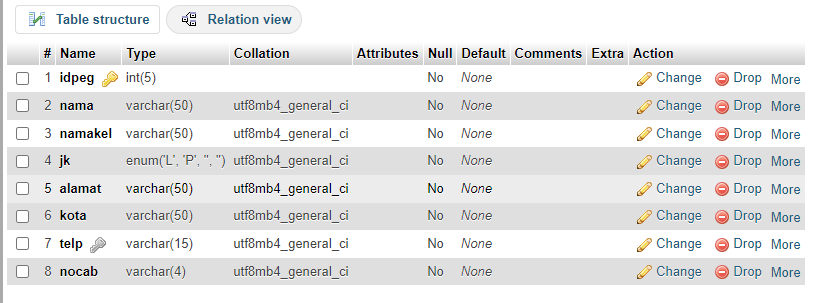 Table structure Relation view
# Name Type Collation Attributes Null Default Comments Extra Action
1 idpeg int(5) No None Change Drop More
2 nama varchar(50) utf8mb4_general_ci No None Change Drop More
3 namakel varchar(50) utf8mb4_general_ci No None Change Drop More
4 jk enum('L', 'P', '', '') utf8mb4_general_ci No None Change Drop More
5 alamat varchar(50) utf8mb4_general_ci No None Change Drop More
6 kota varchar(50) utf8mb4_general_ci No None Change Drop More
7 telp varchar(15) utf8mb4_general_ci No None Change Drop More
8 nocab varchar(4) utf8mb4_general_ci No None Change Drop More